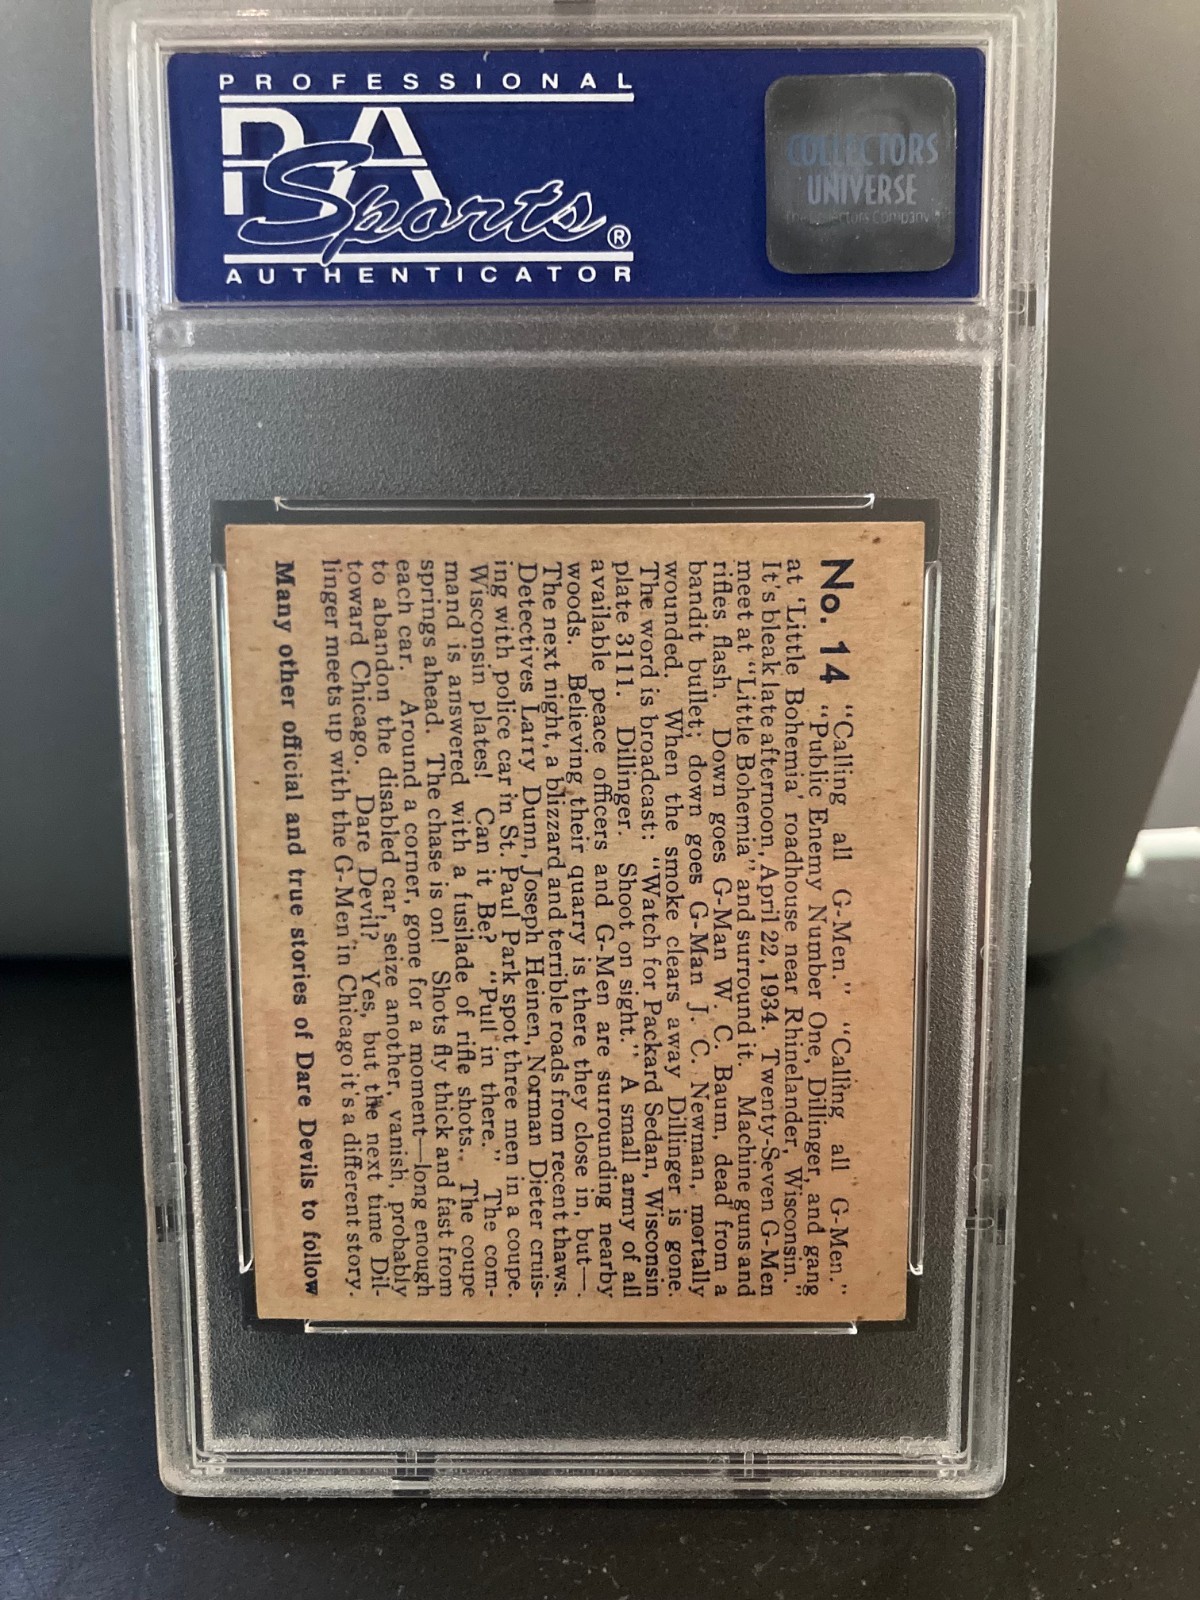 PROFESSIONAL
PSA
Sports®
AUTHENTICATOR
COLLECTORS
UNIVERSE
The Collectors Company
No. 14 "Calling all G-Men." "Calling all G-Men."
"Public Enemy Number One, Dillinger, and gang
at 'Little Bohemia' roadhouse near Rhinelander, Wisconsin."
It's bleak late afternoon, April 22, 1934. Twenty-Seven G-Men
meet at "Little Bohemia" and surround it. Machine guns and
rifles flash. Down goes G-Man W. C. Baum, dead from a
bandit bullet; down goes G-Man J. C. Newman, mortally
wounded. When the smoke clears away Dillinger is gone.
The word is broadcast: "Watch for Packard Sedan, Wisconsin
plate 3111. Dillinger. Shoot on sight." A small army of all
available peace officers and G-Men are surrounding nearby
woods. Believing their quarry is there they close in, but—.
The next night, a blizzard and terrible roads from recent thaws.
Detectives Larry Dunn, Joseph Heinen, Norman Dieter cruis-
ing with police car in St. Paul Park spot three men in a coupe.
Wisconsin plates! Can it Be? "Pull in there." The com-
mand is answered with a fusilade of rifle shots.. The coupe
springs ahead. The chase is on! Shots fly thick and fast from
each car. Around a corner, gone for a moment—long enough
to abandon the disabled car, seize another, vanish, probably
toward Chicago. Dare Devil? Yes, but the next time Dil-
linger meets up with the G-Men in Chicago it's a different story.
Many other official and true stories of Dare Devils to follow